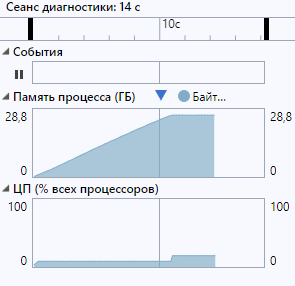 Сеанс диагностики: 14 с
10с
События
Память процесса (ГБ) Байт...
28,8 28,8
0 0
ЦП (% всех процессоров)
100 100
0 0